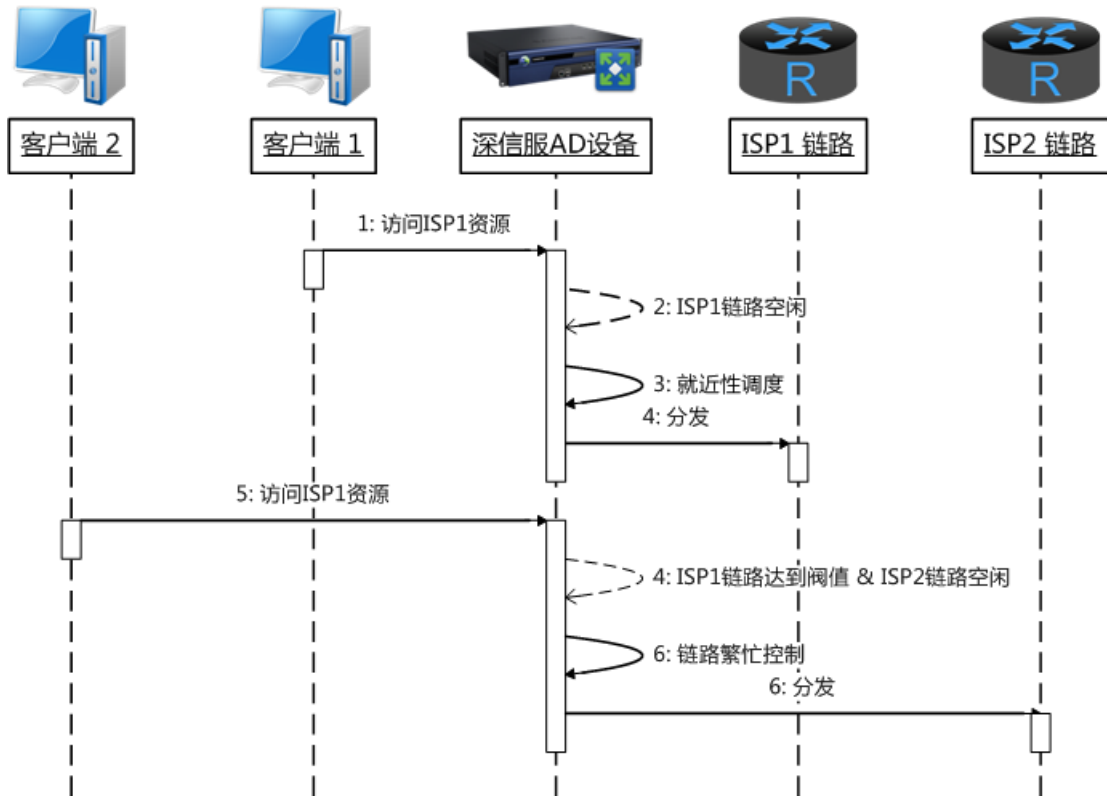 客户端 2
客户端 1
深信服AD设备
ISP1 链路
ISP2 链路
R
R
1: 访问ISP1资源
2: ISP1链路空闲
3: 就近性调度
4: 分发
5: 访问ISP1资源
4: ISP1链路达到阀值 & ISP2链路空闲
6: 链路繁忙控制
6: 分发